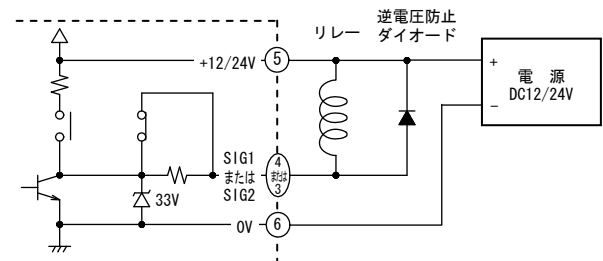 逆電圧防止
リレー ダイオード
+12/24V
5
+
電 源
DC12/24V
−
SIG1
または
SIG2
4
または
3
33V
0V
6